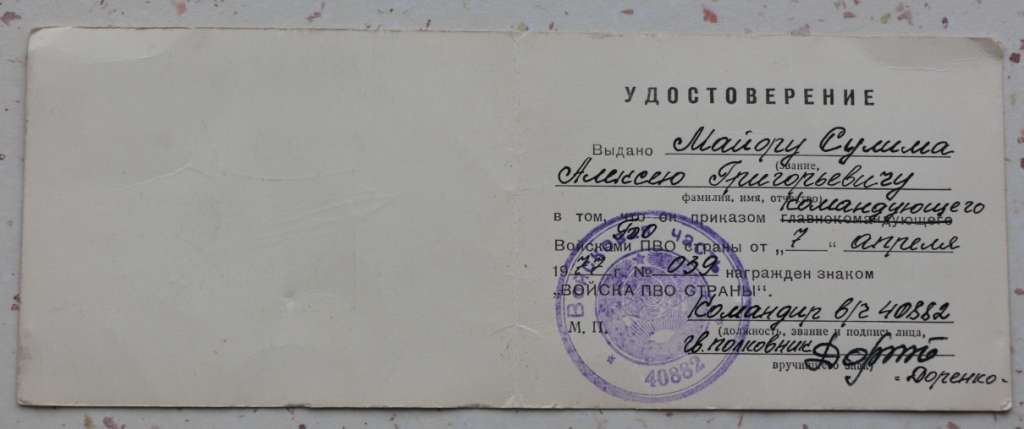 УДОСТОВЕРЕНИЕ
Выдано Майору Сулима
(звание,
Алексею Григорьевичу
фамилия, имя, отчество)
Командующего
в том, что он приказом главнокомандующего
Войсками ПВО страны от „7“ апреля
1977 г. № 039 награжден знаком
„ВОЙСКА ПВО СТРАНЫ“.
Командир в/ч 40882
М. П. (должность, звание и подпись лица,
гв. полковник
вручившего знак)
-Доренко-
40882